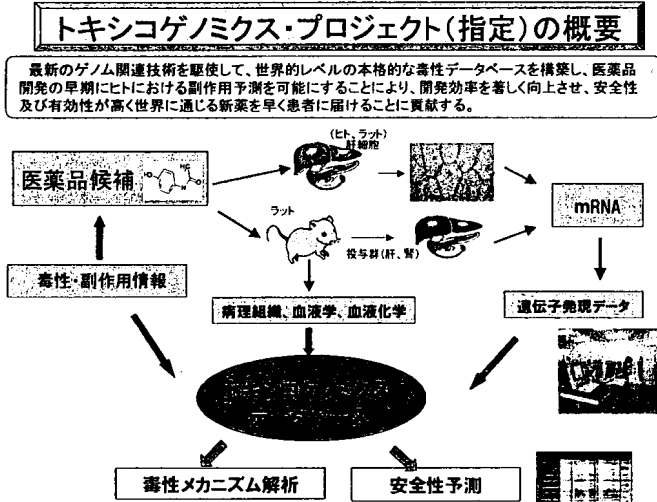 トキシコゲノミクス・プロジェクト(指定)の概要
最新のゲノム関連技術を駆使して、世界的レベルの本格的な毒性データベースを構築し、医薬品
開発の早期にヒトにおける副作用予測を可能にすることにより、開発効率を著しく向上させ、安全性
及び有効性が高く世界に通じる新薬を早く患者に届けることに貢献する。
(ヒト、ラット)
肝細胞
医薬品候補
mRNA
ラット
投与群(肝、腎)
毒性・副作用情報
病理組織、血液学、血液化学
遺伝子発現データ
毒性メカニズム解析
安全性予測